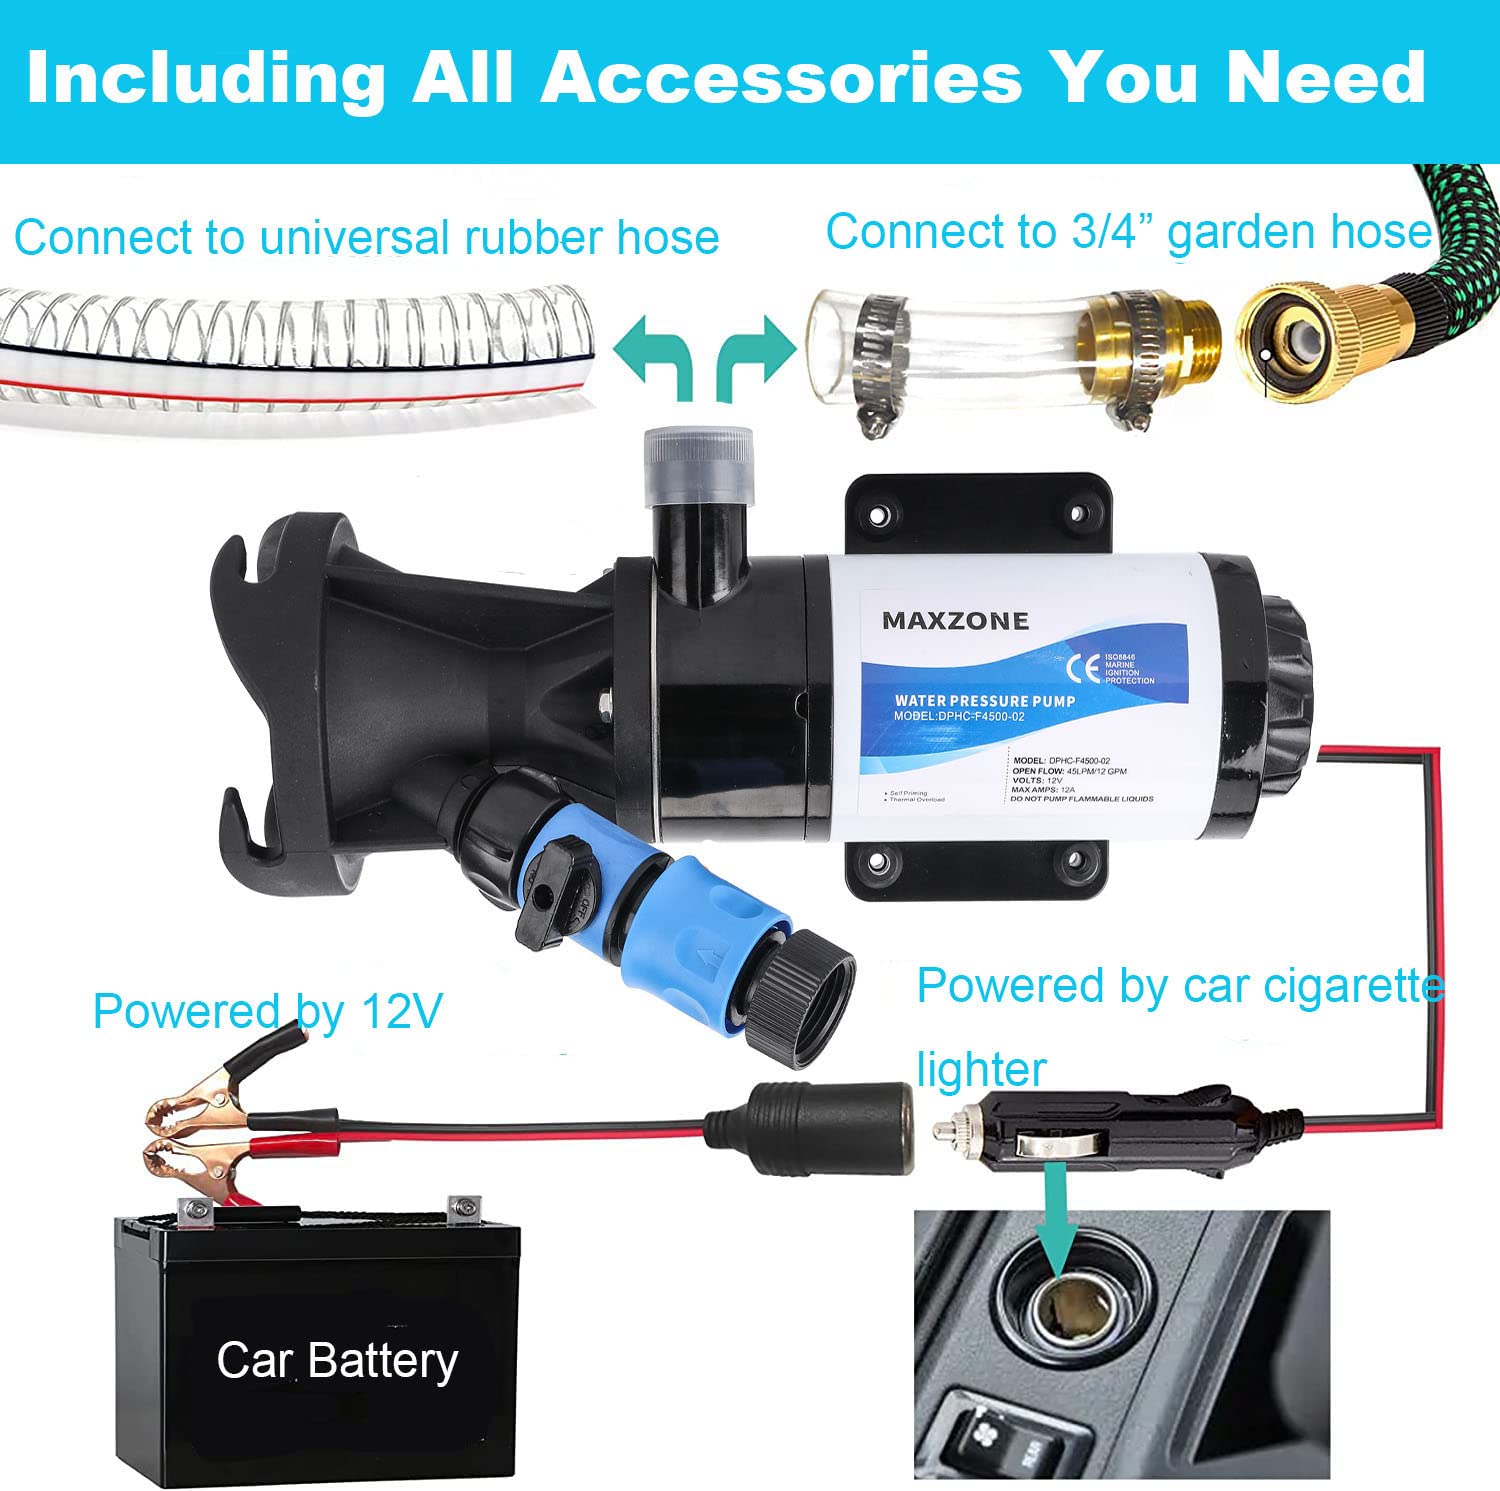 Including All Accessories You Need
Connect to universal rubber hose
Connect to 3/4” garden hose
MAXZONE
CE
ISO8846
MARINE
IGNITION
PROTECTION
WATER PRESSURE PUMP
MODEL:DPHC-F4500-02
MODEL: DPHC-F4500-02
OPEN FLOW: 45LPM/12 GPM
VOLTS: 12V
MAX AMPS: 12A
DO NOT PUMP FLAMMABLE LIQUIDS
• Self Priming
• Thermal Overload
OFF
Powered by 12V
Powered by car cigarette
lighter
Car Battery
REAR